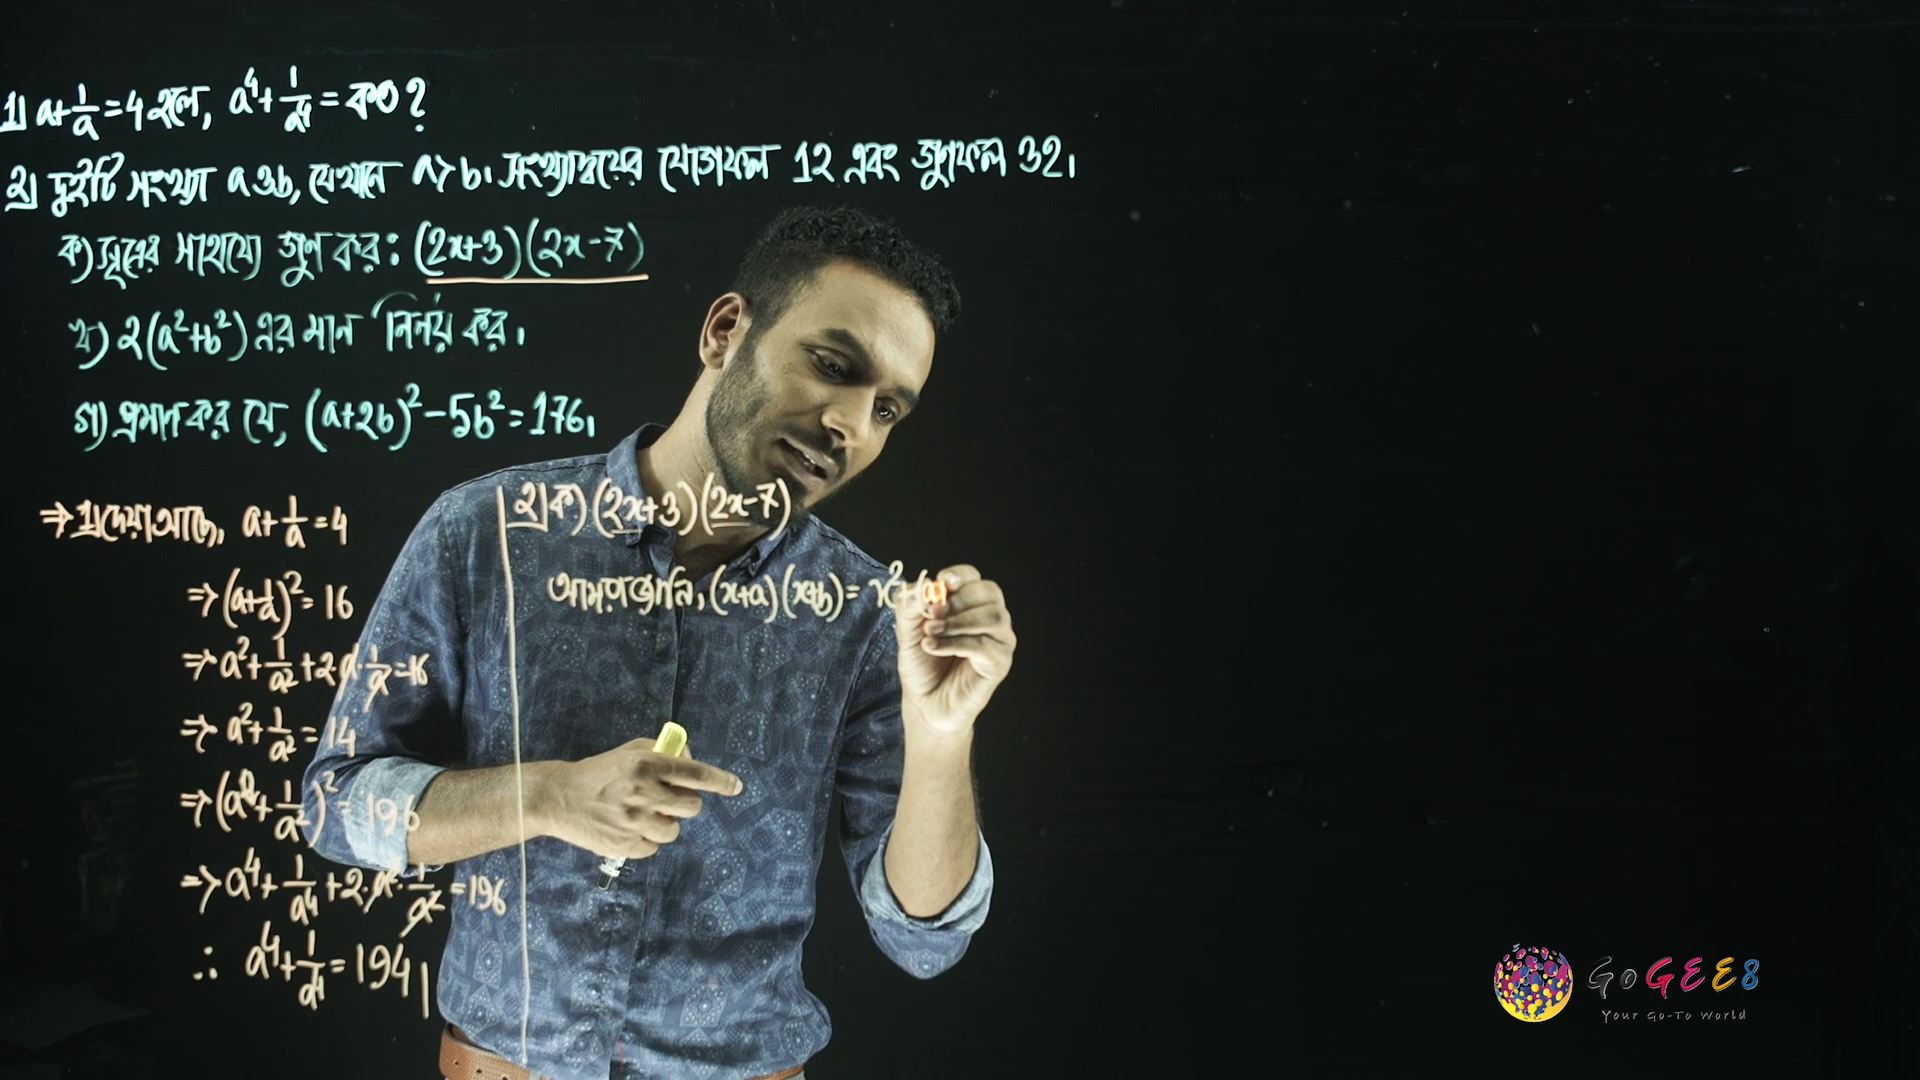 1) a+1/a=4 হলে, a⁴+1/a⁴=কত?
২) দুইটি সংখ্যা a ও b, যেখানে a>b। সংখ্যাদ্বয়ের যোগফল 12 এবং গুণফল 32।
ক) সূত্রের সাহায্যে গুণ কর: (2x+3)(2x-7)
খ) 2(a²+b²) এর মান নির্ণয় কর।
গ) প্রমাণ কর যে, (a+2b)²-5b²=176।
⇒ 1) দেয়া আছে, a+1/a=4
⇒(a+1/a)²=16
⇒a²+1/a²+2·a·1/a=16
⇒a²+1/a²=14
⇒(a²+1/a²)²=196
⇒a⁴+1/a⁴+2·a²·1/a²=196
∴ a⁴+1/a⁴=194
২) ক) (2x+3)(2x-7)
আমরা জানি, (x+a)(x+b)=x²+(a
GoGEE8
Your Go-To World